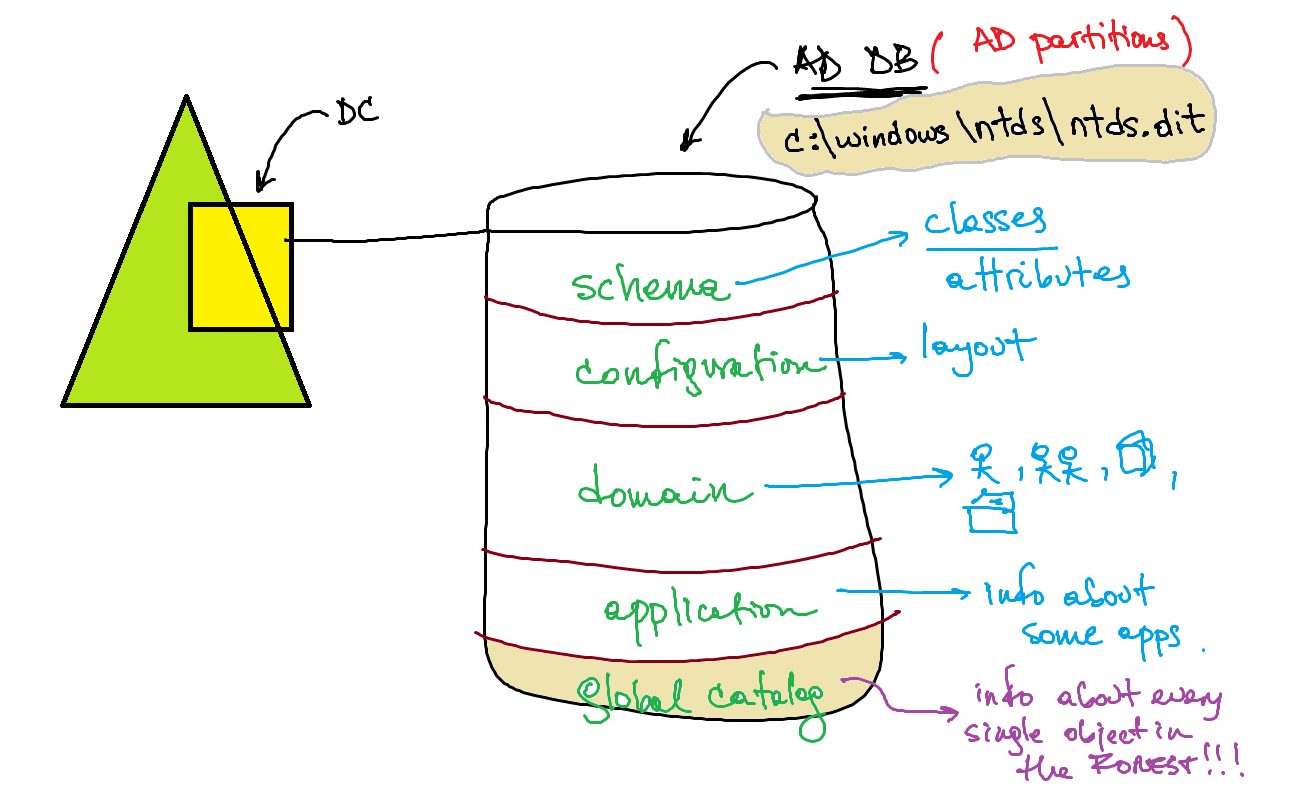 AD DB ( AD partitions )
c:\windows\ntds\ntds.dit
DC
schema
classes
attributes
configuration
layout
domain
, , ,
application
info about
some apps.
global catalog
info about every
single object in
the FOREST!!!